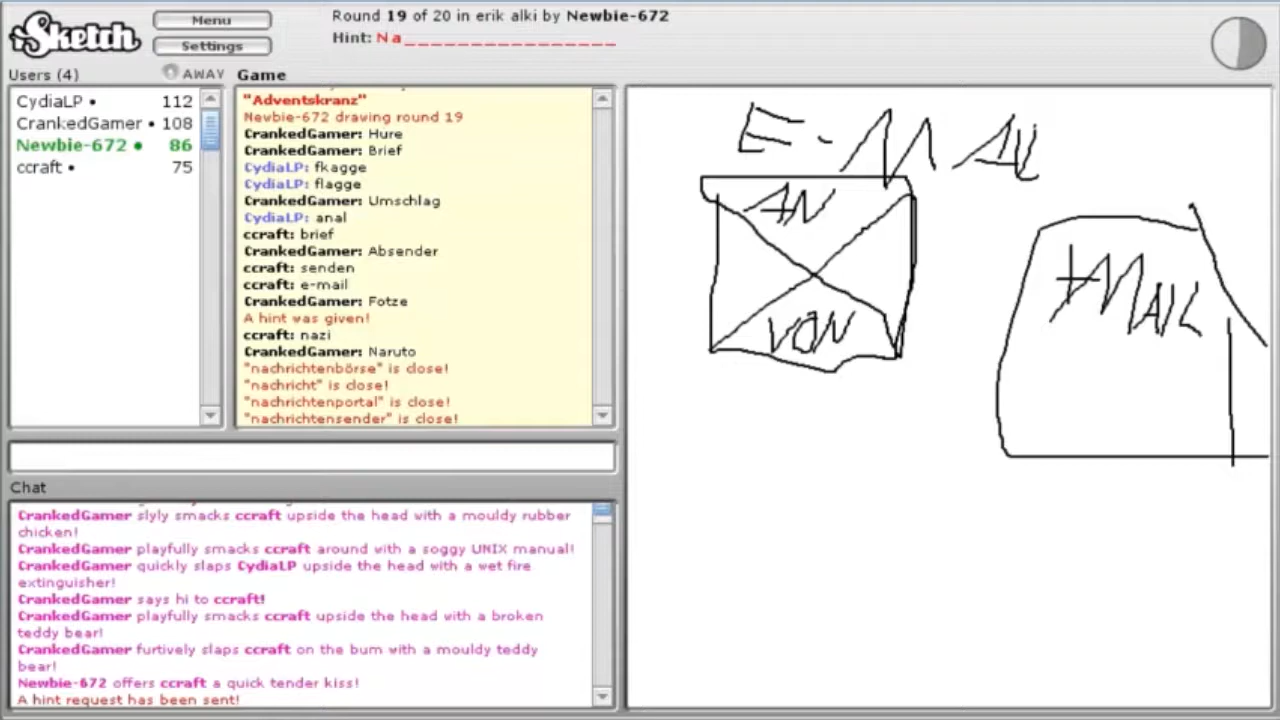 iSketch
Menu
Settings
Round 19 of 20 in erik alki by Newbie-672
Hint: Na________________
Users (4)
AWAY
Game
CydiaLP • 112
CrankedGamer • 108
Newbie-672 • 86
ccraft • 75
"Adventskranz"
Newbie-672 drawing round 19
CrankedGamer: Hure
CrankedGamer: Brief
CydiaLP: fkagge
CydiaLP: flagge
CrankedGamer: Umschlag
CydiaLP: anal
ccraft: brief
CrankedGamer: Absender
ccraft: senden
ccraft: e-mail
CrankedGamer: Fotze
A hint was given!
ccraft: nazi
CrankedGamer: Naruto
"nachrichtenbörse" is close!
"nachricht" is close!
"nachrichtenportal" is close!
"nachrichtensender" is close!
Chat
CrankedGamer slyly smacks ccraft upside the head with a mouldy rubber
chicken!
CrankedGamer playfully smacks ccraft around with a soggy UNIX manual!
CrankedGamer quickly slaps CydiaLP upside the head with a wet fire
extinguisher!
CrankedGamer says hi to ccraft!
CrankedGamer playfully smacks ccraft upside the head with a broken
teddy bear!
CrankedGamer furtively slaps ccraft on the bum with a mouldy teddy
bear!
Newbie-672 offers ccraft a quick tender kiss!
A hint request has been sent!
E-MAIL
AN
VON